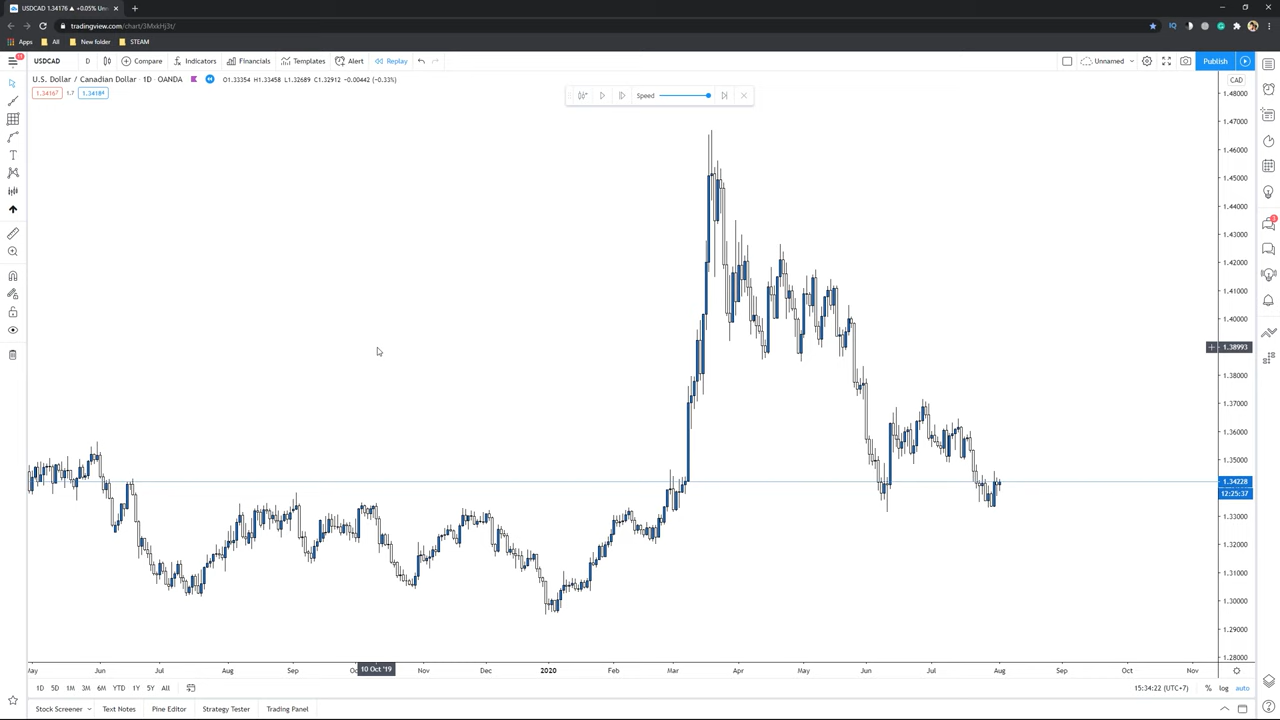 USDCAD 1.34176 ▲ +0.05% Un
tradingview.com/chart/3MxkHj3t/
Apps All New folder STEAM
11
USDCAD D Compare Indicators Financials Templates Alert Replay Unnamed Publish
U.S. Dollar / Canadian Dollar · 1D · OANDA O1.33354 H1.33458 L1.32689 C1.32912 −0.00442 (−0.33%)
1.34167 1.7 1.34184
Speed
CAD
1.48000
1.47000
1.46000
1.45000
1.44000
1.43000
1.42000
1.41000
1.40000
1.38993
1.38000
1.37000
1.36000
1.35000
1.34228
12:25:37
1.33000
1.32000
1.31000
1.30000
1.29000
1.28000
May Jun Jul Aug Sep Oc 10 Oct '19 Nov Dec 2020 Feb Mar Apr May Jun Jul Aug Sep Oct Nov
1D 5D 1M 3M 6M YTD 1Y 5Y All 15:34:22 (UTC+7) % log auto
Stock Screener Text Notes Pine Editor Strategy Tester Trading Panel